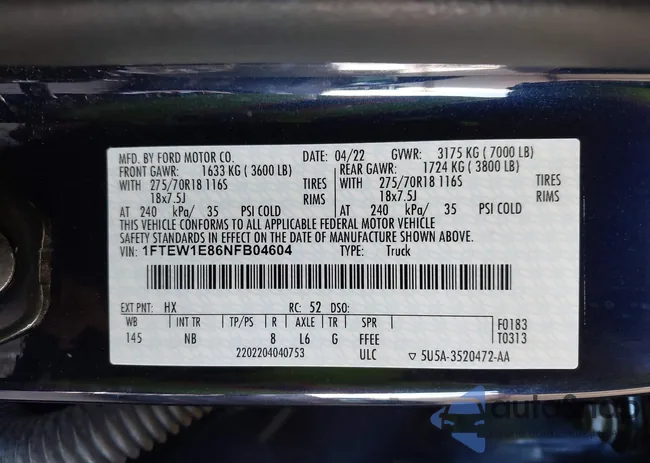 MFD. BY FORD MOTOR CO. DATE: 04/22 GVWR: 3175 KG ( 7000 LB)
FRONT GAWR: 1633 KG ( 3600 LB) REAR GAWR: 1724 KG ( 3800 LB)
WITH 275/70R18 116S TIRES WITH 275/70R18 116S TIRES
18x7.5J RIMS 18x7.5J RIMS
AT 240 kPa/ 35 PSI COLD AT 240 kPa/ 35 PSI COLD
THIS VEHICLE CONFORMS TO ALL APPLICABLE FEDERAL MOTOR VEHICLE
SAFETY STANDARDS IN EFFECT ON THE DATE OF MANUFACTURE SHOWN ABOVE.
VIN: 1FTEW1E86NFB04604 TYPE: Truck
EXT PNT: HX RC: 52 DSO:
WB INT TR TP/PS R AXLE TR SPR F0183
145 NB 8 L6 G FFEE T0313
2202204040753 ULC ▽ 5U5A-3520472-AA